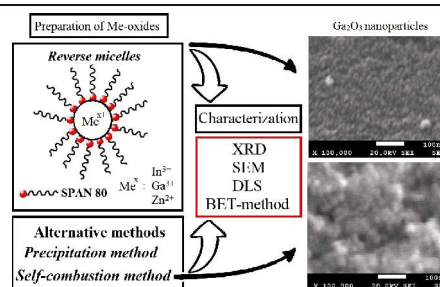 Preparation of Me-oxides
Reverse micelles
Me
SPAN 80
Me
:
In³⁺
Ga³⁺
Zn²⁺
Alternative methods
Precipitation method
Self-combustion method
Characterization
XRD
SEM
DLS
BET-method
Ga₂O₃ nanoparticles
X 100,000 20.0kV SEI
X 100,000 20.0kV SEI